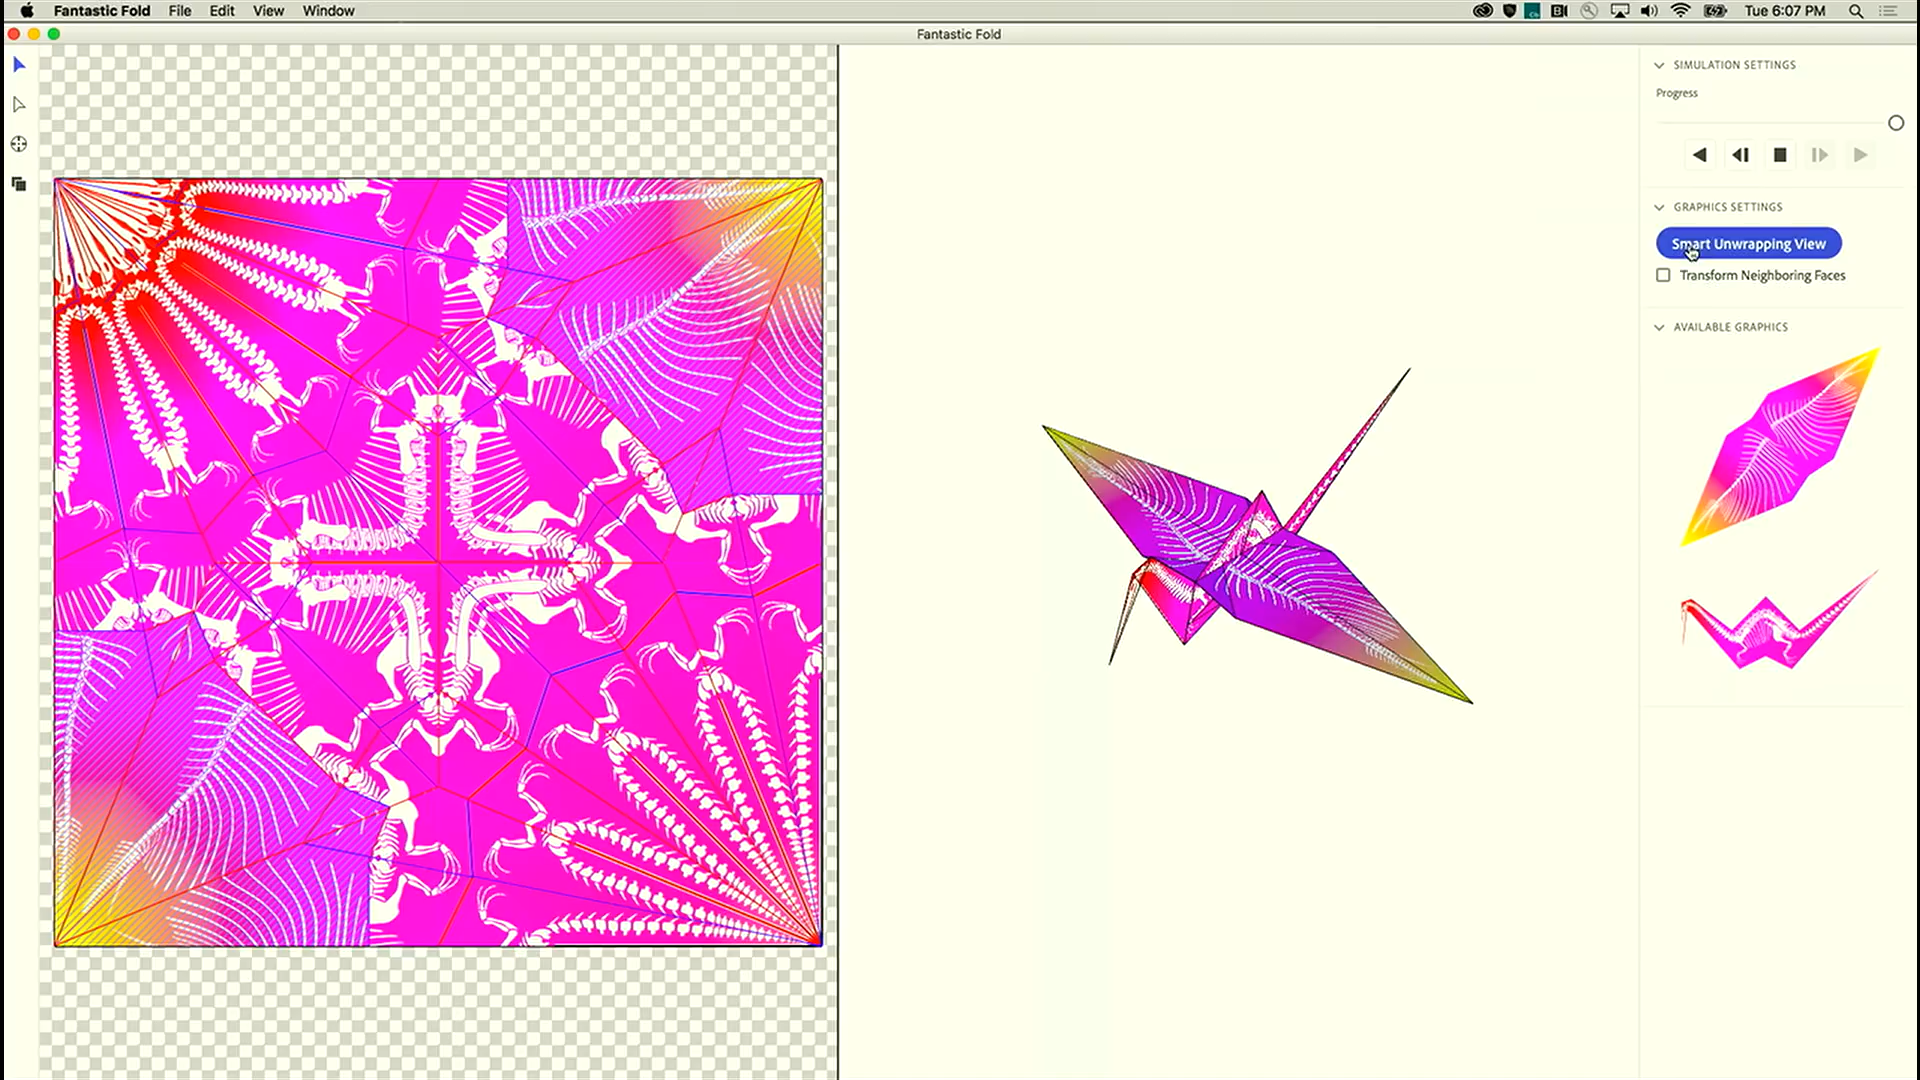 Fantastic Fold File Edit View Window Tue 6:07 PM
Fantastic Fold
SIMULATION SETTINGS
Progress
GRAPHICS SETTINGS
Smart Unwrapping View
Transform Neighboring Faces
AVAILABLE GRAPHICS